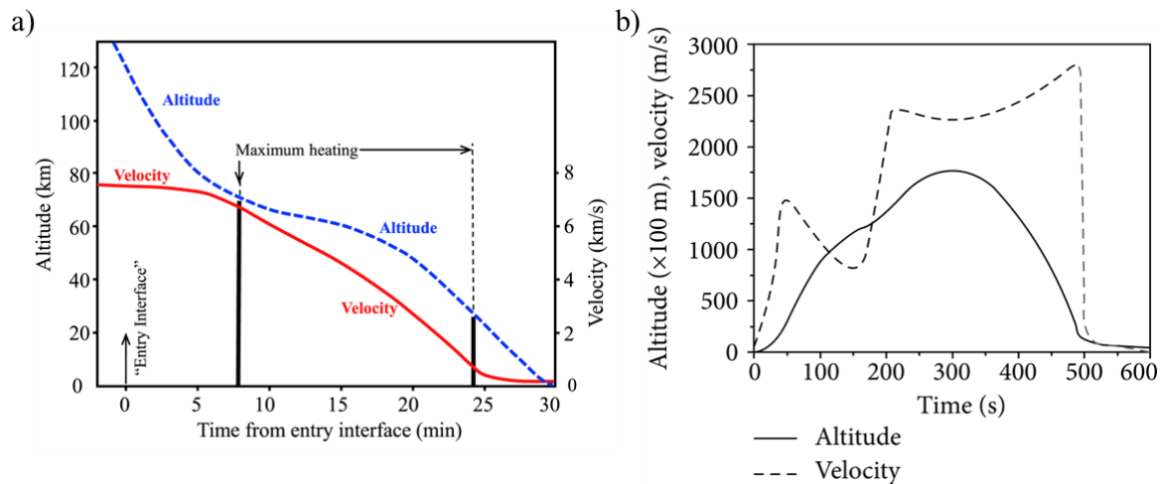 a)
120
100
80
60
40
20
0
Altitude (km)
Altitude
Velocity
Maximum heating
Altitude
Velocity
"Entry Interface"
8
6
4
2
0
Velocity (km/s)
0 5 10 15 20 25 30
Time from entry interface (min)
b)
3000
2500
2000
1500
1000
500
0
Altitude (×100 m), velocity (m/s)
0 100 200 300 400 500 600
Time (s)
Altitude
Velocity